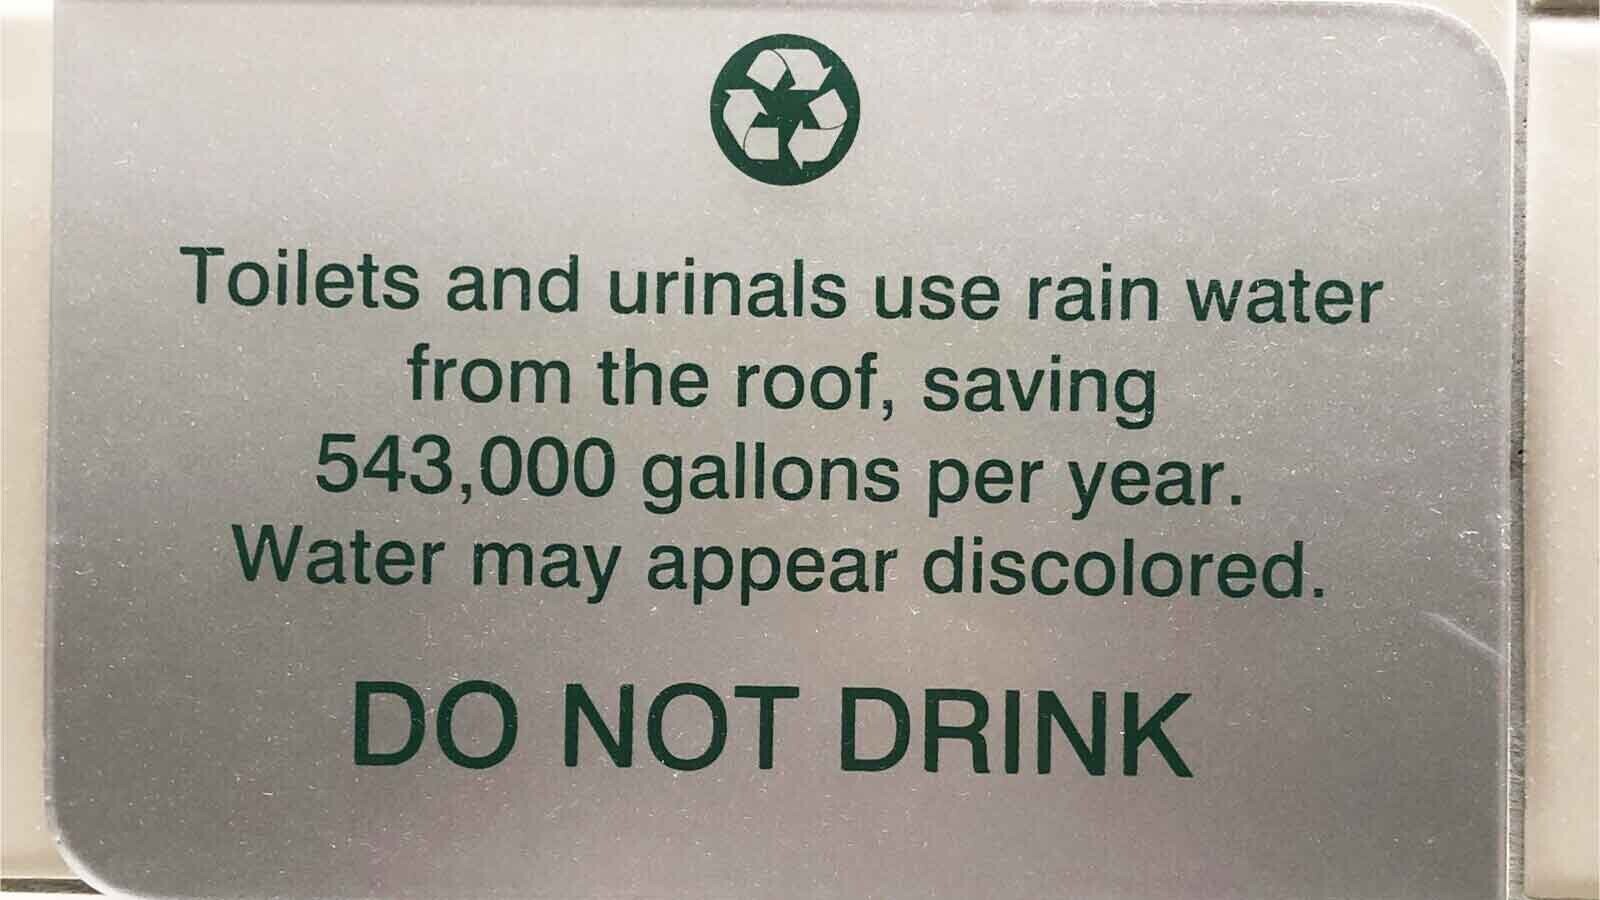 Toilets and urinals use rain water
from the roof, saving
543,000 gallons per year.
Water may appear discolored.
DO NOT DRINK